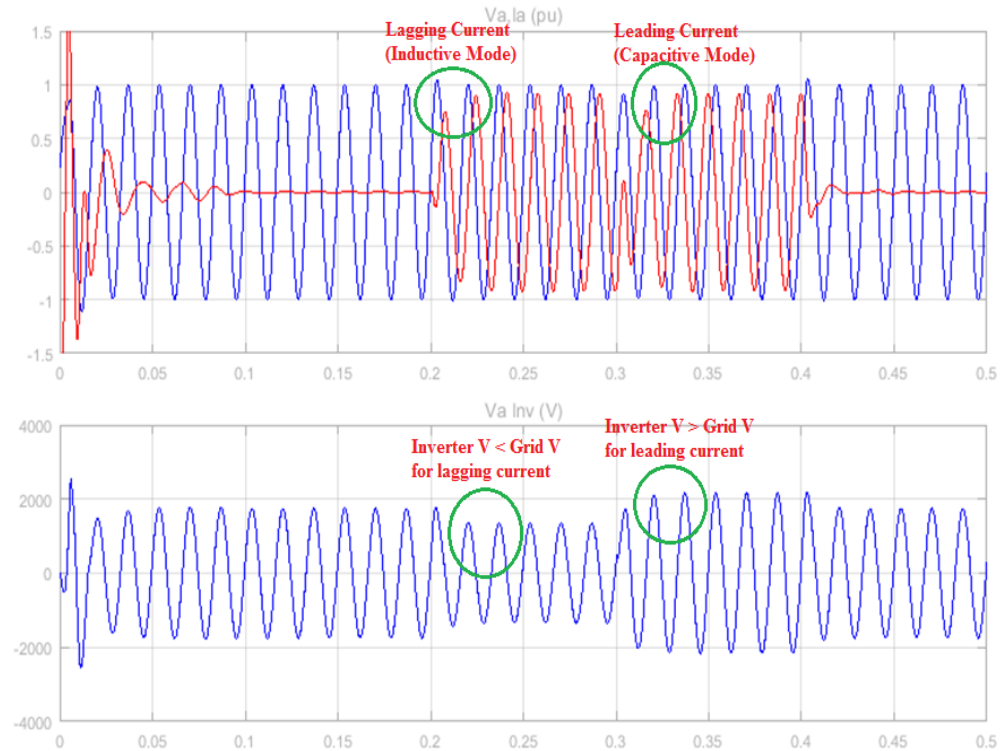 Va,Ia (pu)
Lagging Current
(Inductive Mode)
Leading Current
(Capacitive Mode)
1.5
1
0.5
0
-0.5
-1
-1.5
0 0.05 0.1 0.15 0.2 0.25 0.3 0.35 0.4 0.45 0.5
Va Inv (V)
Inverter V < Grid V
for lagging current
Inverter V > Grid V
for leading current
4000
2000
0
-2000
-4000
0 0.05 0.1 0.15 0.2 0.25 0.3 0.35 0.4 0.45 0.5